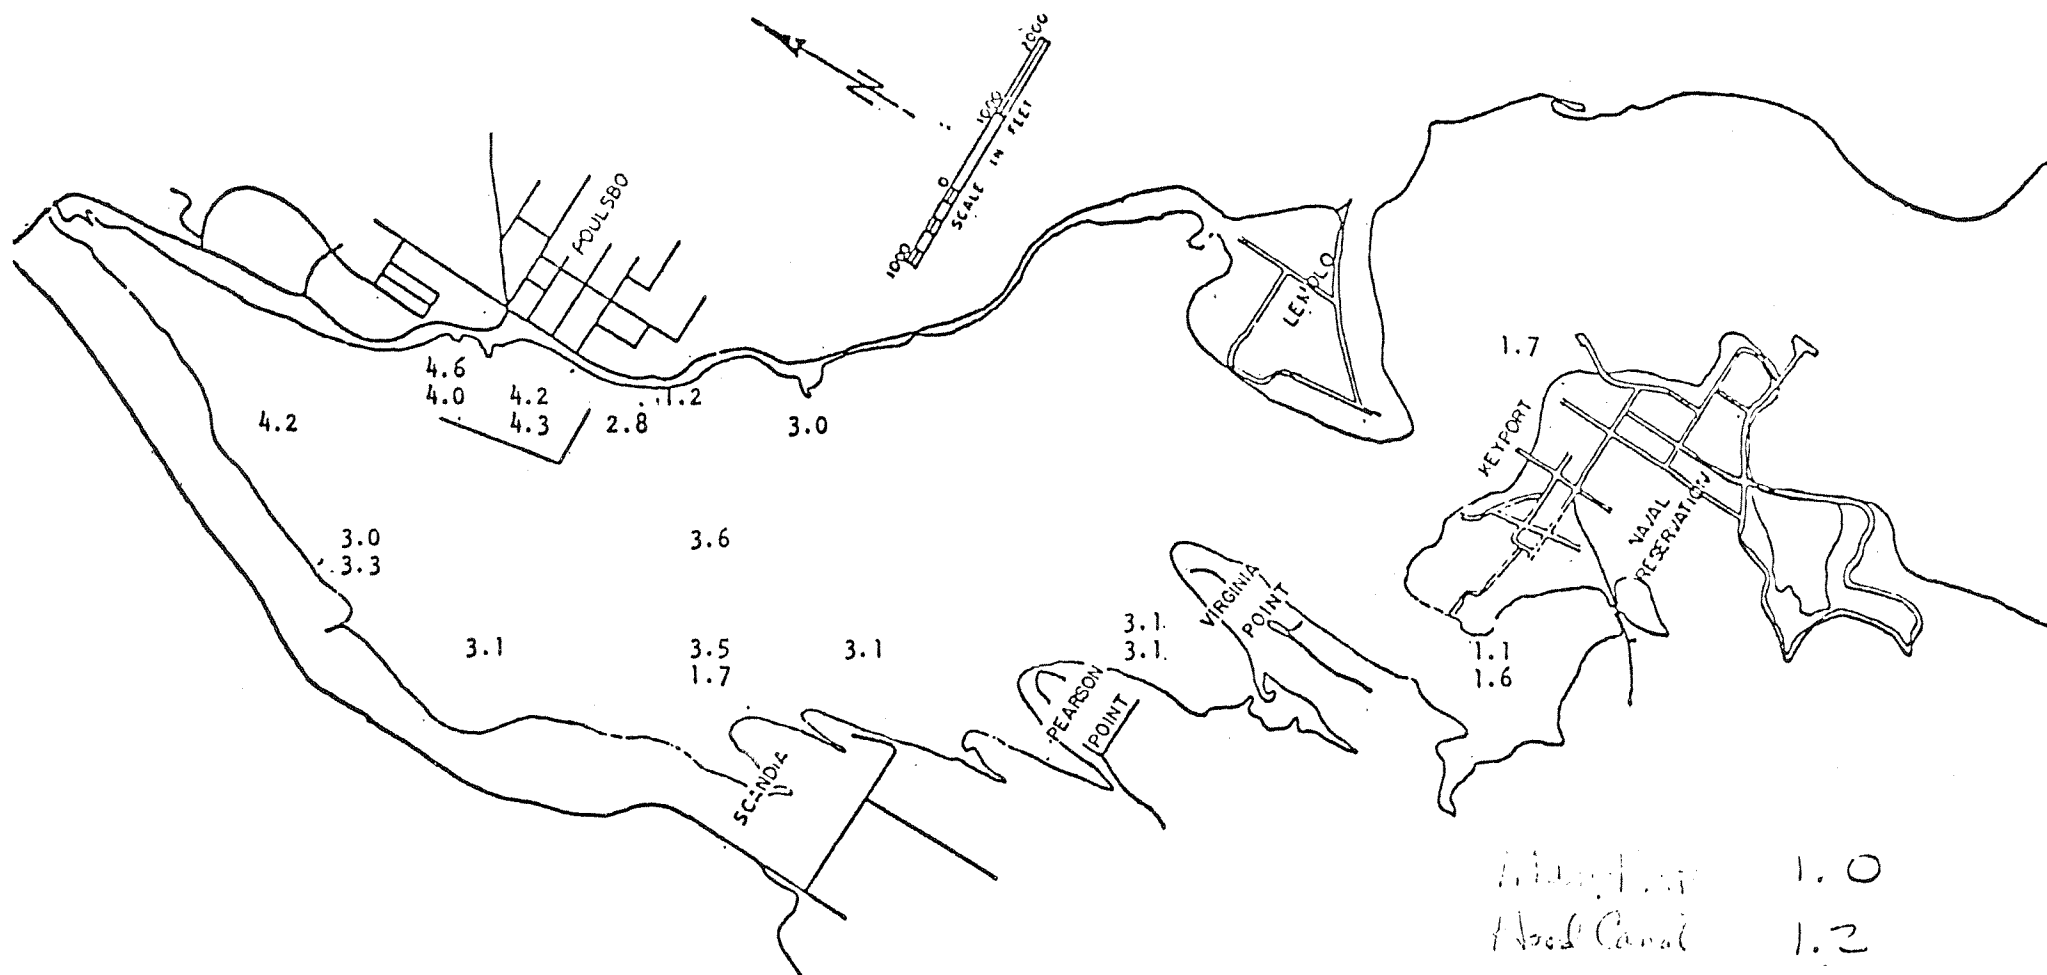 N
2000
1000
0
1000
SCALE IN FEET
POULSBO
LEMOLO
1.7
4.6
4.0 4.2 1.2
4.2 4.3 2.8 3.0
KEYPORT
NAVAL
RESERVATION
3.0 3.6
3.3
VIRGINIA
POINT
3.1
3.1 3.5 3.1 3.1 1.1
1.7 1.6
PEARSON
POINT
SCANDIA
1.0
Hood Canal 1.2